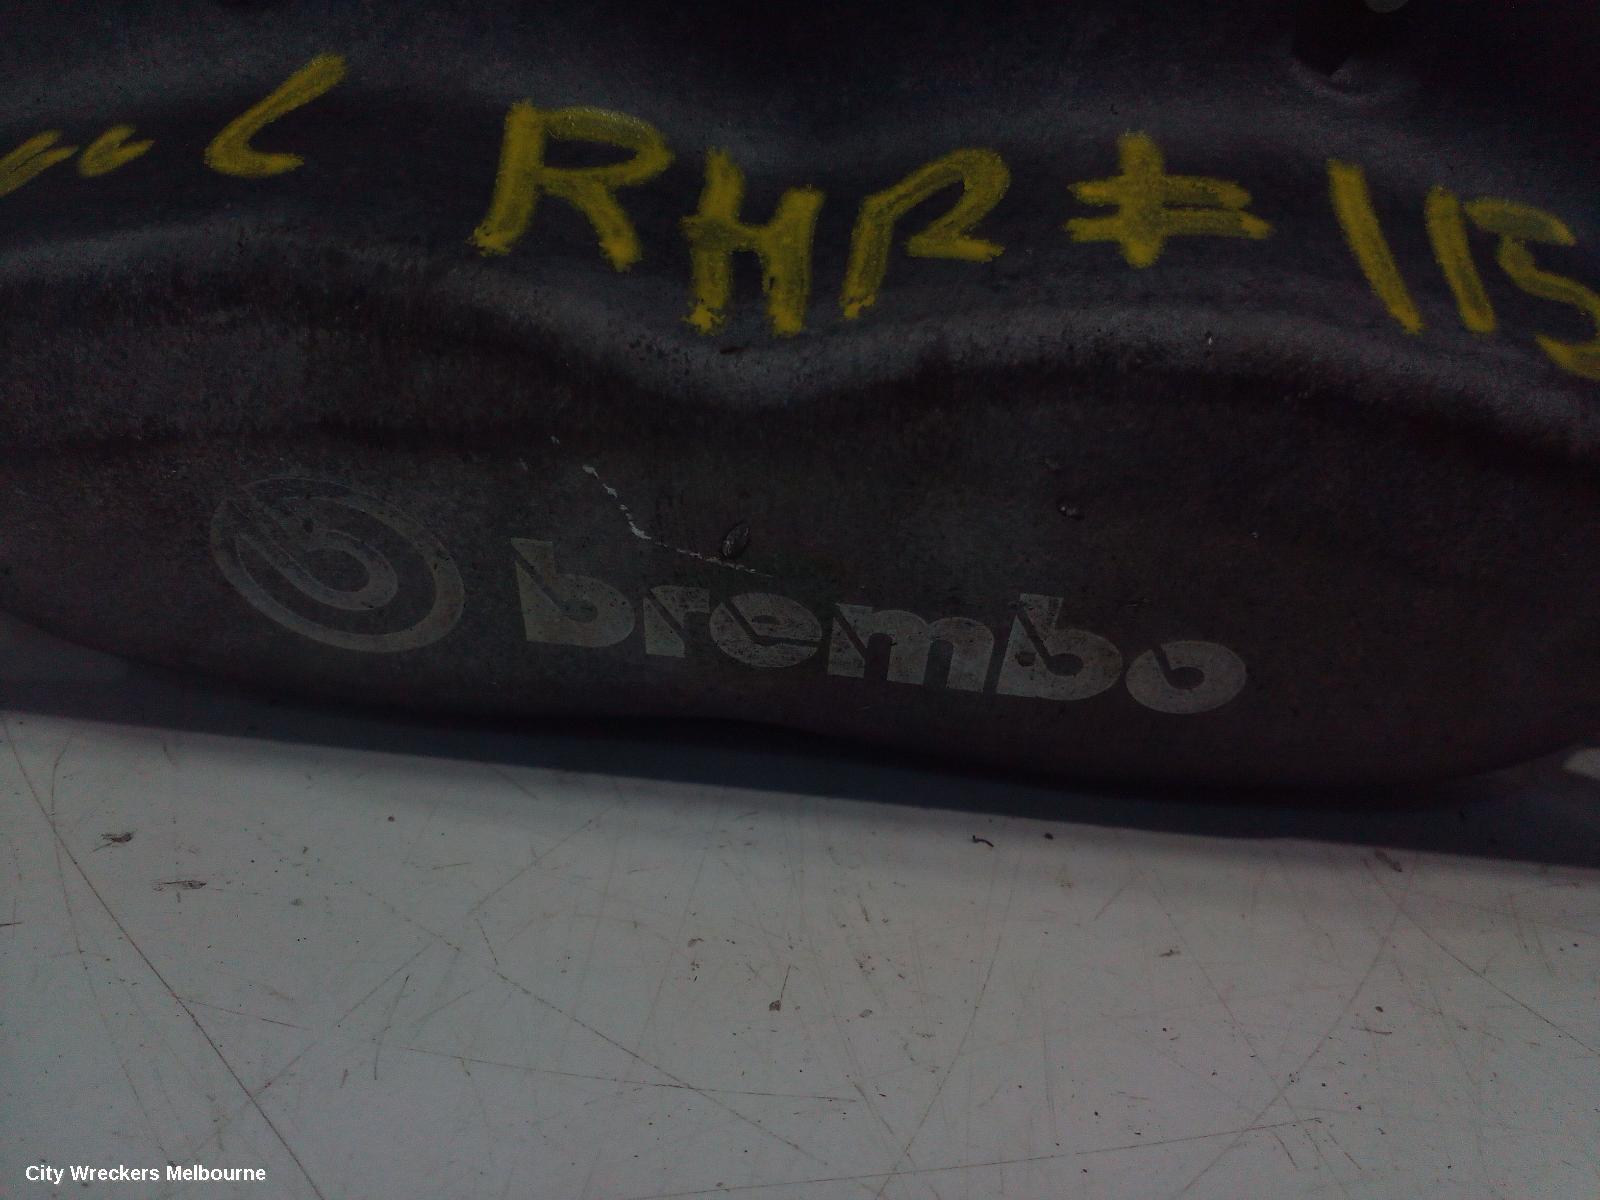 RHR # 115
brembo
City Wreckers Melbourne